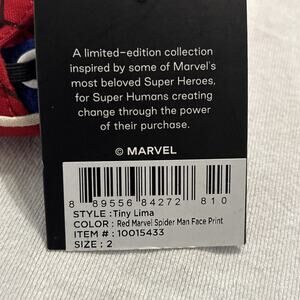 A limited-edition collection
inspired by some of Marvel's
most beloved Super Heroes,
for Super Humans creating
change through the power
of their purchase.
© MARVEL
8 89556 84272 810
STYLE : Tiny Lima
COLOR : Red Marvel Spider Man Face Print
ITEM # : 10015433
SIZE : 2